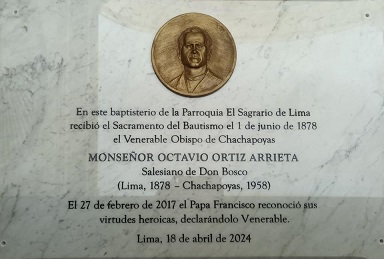 En este baptisterio de la Parroquia El Sagrario de Lima
recibió el Sacramento del Bautismo el 1 de junio de 1878
el Venerable Obispo de Chachapoyas
MONSEÑOR OCTAVIO ORTIZ ARRIETA
Salesiano de Don Bosco
(Lima, 1878 – Chachapoyas, 1958)
El 27 de febrero de 2017 el Papa Francisco reconoció sus
virtudes heroicas, declarándolo Venerable.
Lima, 18 de abril de 2024